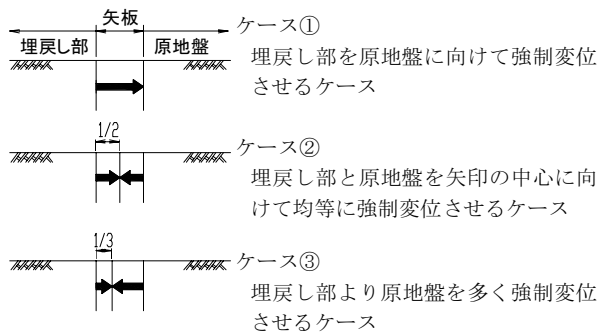 矢板
埋戻し部
原地盤
ケース①
埋戻し部を原地盤に向けて強制変位
させるケース
1/2
ケース②
埋戻し部と原地盤を矢印の中心に向
けて均等に強制変位させるケース
1/3
ケース③
埋戻し部より原地盤を多く強制変位
させるケース